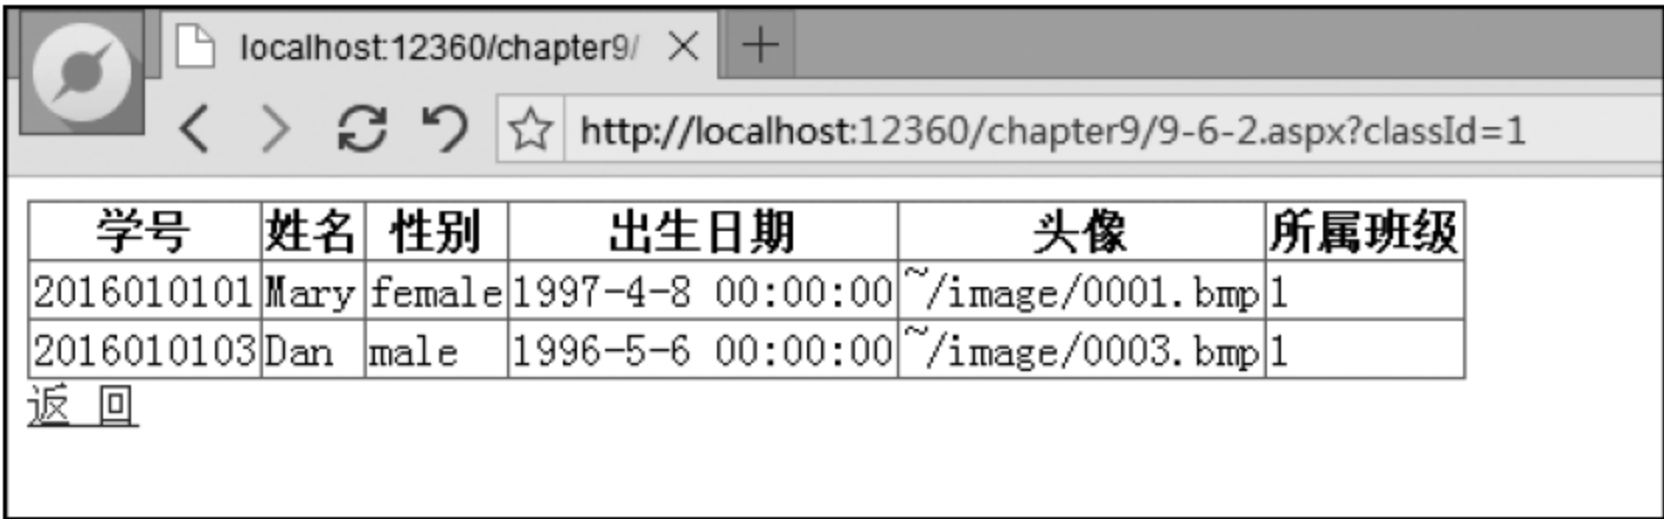 localhost:12360/chapter9/
http://localhost:12360/chapter9/9-6-2.aspx?classId=1
学号 姓名 性别 出生日期 头像 所属班级
2016010101 Mary female 1997-4-8 00:00:00 ~/image/0001.bmp 1
2016010103 Dan male 1996-5-6 00:00:00 ~/image/0003.bmp 1
返 回